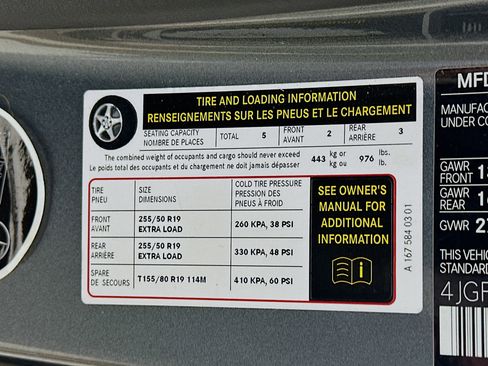 TIRE AND LOADING INFORMATION
RENSEIGNEMENTS SUR LES PNEUS ET LE CHARGEMENT
SEATING CAPACITY
NOMBRE DE PLACES
TOTAL 5
FRONT
AVANT 2
REAR
ARRIÈRE 3
The combined weight of occupants and cargo should never exceed
Le poids total des occupants et du chargement ne doit jamais dépasser
443 kg or
kg ou
976 lbs.
lb.
TIRE
PNEU
SIZE
DIMENSIONS
COLD TIRE PRESSURE
PRESSION DES
PNEUS À FROID
FRONT
AVANT
255/50 R19
EXTRA LOAD
260 KPA, 38 PSI
REAR
ARRIÈRE
255/50 R19
EXTRA LOAD
330 KPA, 48 PSI
SPARE
DE SECOURS
T155/80 R19 114M
410 KPA, 60 PSI
SEE OWNER'S
MANUAL FOR
ADDITIONAL
INFORMATION
A 167 584 03 01
MFD
MANUFAC
UNDER CO
GAWR
FRONT
GAWR
REAR
GVWR
THIS VEHI
STANDARD
4JGF